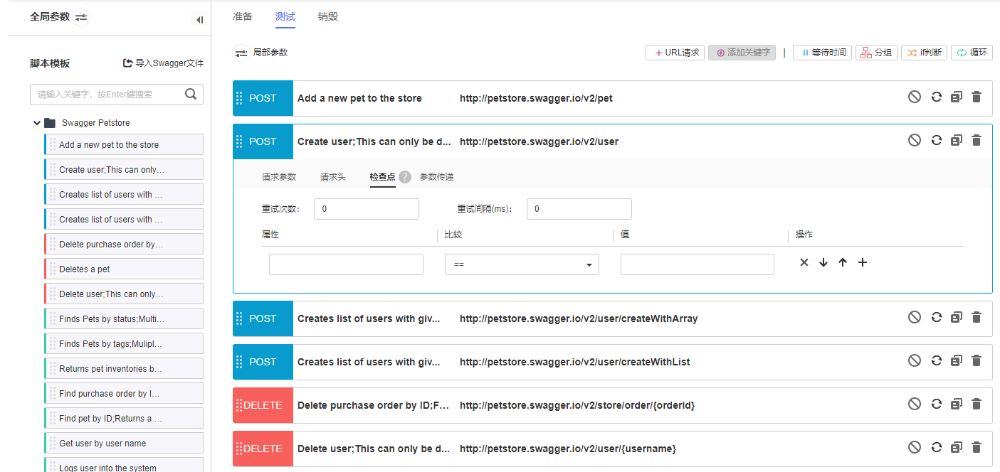 全局参数
脚本模板
导入Swagger文件
请输入关键字，按Enter键搜索
Swagger Petstore
Add a new pet to the store
Create user;This can only…
Creates list of users with …
Creates list of users with …
Delete purchase order by…
Deletes a pet
Delete user;This can only…
Finds Pets by status;Multi…
Finds Pets by tags;Mulipl…
Returns pet inventories b…
Find purchase order by I…
Find pet by ID;Returns a …
Get user by user name
Logs user into the system
准备 测试 销毁
局部参数
URL请求 添加关键字 | 等待时间 分组 if判断 循环
POST Add a new pet to the store http://petstore.swagger.io/v2/pet
POST Create user;This can only be d... http://petstore.swagger.io/v2/user
请求参数 请求头 检查点 ? 参数传递
重试次数： 0 重试间隔(ms)： 0
属性 比较 值 操作
==
POST Creates list of users with giv... http://petstore.swagger.io/v2/user/createWithArray
POST Creates list of users with giv... http://petstore.swagger.io/v2/user/createWithList
DELETE Delete purchase order by ID;F... http://petstore.swagger.io/v2/store/order/{orderId}
DELETE Delete user;This can only be d... http://petstore.swagger.io/v2/user/{username}